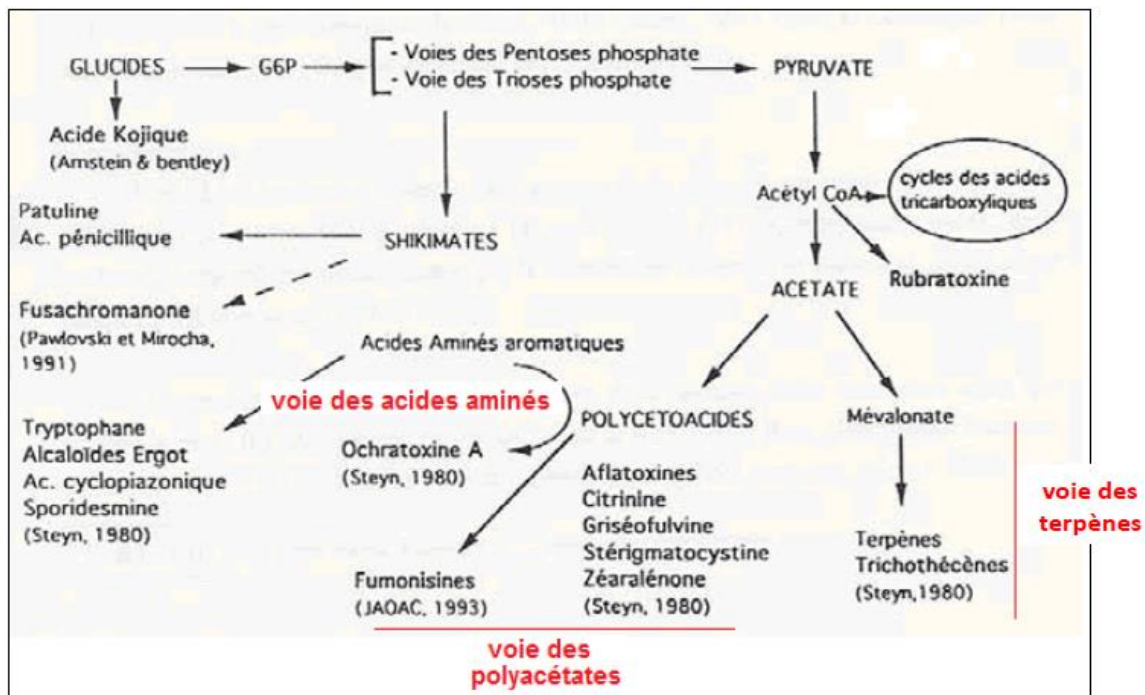 GLUCIDES
G6P
- Voies des Pentoses phosphate
- Voie des Trioses phosphate
PYRUVATE
Acide Kojique
(Arnstein & bentley)
Acétyl CoA
cycles des acides
tricarboxyliques
Patuline
Ac. pénicillique
SHIKIMATES
Rubratoxine
ACETATE
Fusachromanone
(Pawlovski et Mirocha,
1991)
Acides Aminés aromatiques
voie des acides aminés
POLYCETOACIDES
Mévalonate
Tryptophane
Alcaloïdes Ergot
Ac. cyclopiazonique
Sporidesmine
(Steyn, 1980)
Ochratoxine A
(Steyn, 1980)
Aflatoxines
Citrinine
Griséofulvine
Stérigmatocystine
Zéaralénone
(Steyn, 1980)
voie des
terpènes
Terpènes
Trichothécènes
(Steyn,1980)
Fumonisines
(JAOAC, 1993)
voie des
polyacétates